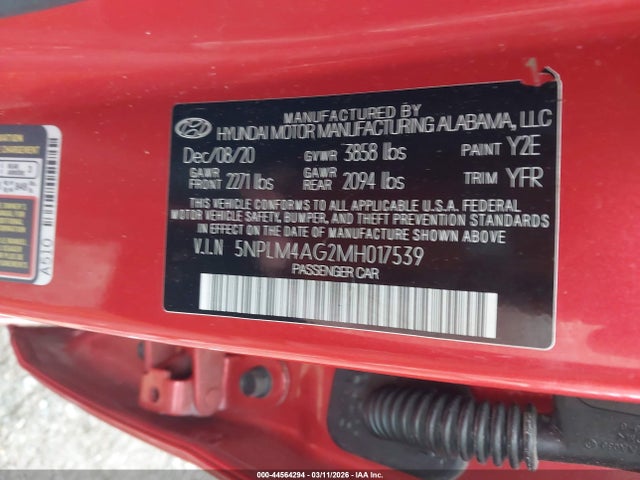 MANUFACTURED BY
HYUNDAI MOTOR MANUFACTURING ALABAMA, LLC
Dec/08/20 GVWR 3858 lbs PAINT Y2E
GAWR FRONT 2271 lbs GAWR REAR 2094 lbs TRIM YFR
THIS VEHICLE CONFORMS TO ALL APPLICABLE U.S.A. FEDERAL
MOTOR VEHICLE SAFETY, BUMPER, AND THEFT PREVENTION STANDARDS
IN EFFECT ON THE DATE OF MANUFACTURE SHOWN ABOVE
V.I.N 5NPLM4AG2MH017539
PASSENGER CAR
A510
000-44564294 | 03/11/2026 | IAA Inc.